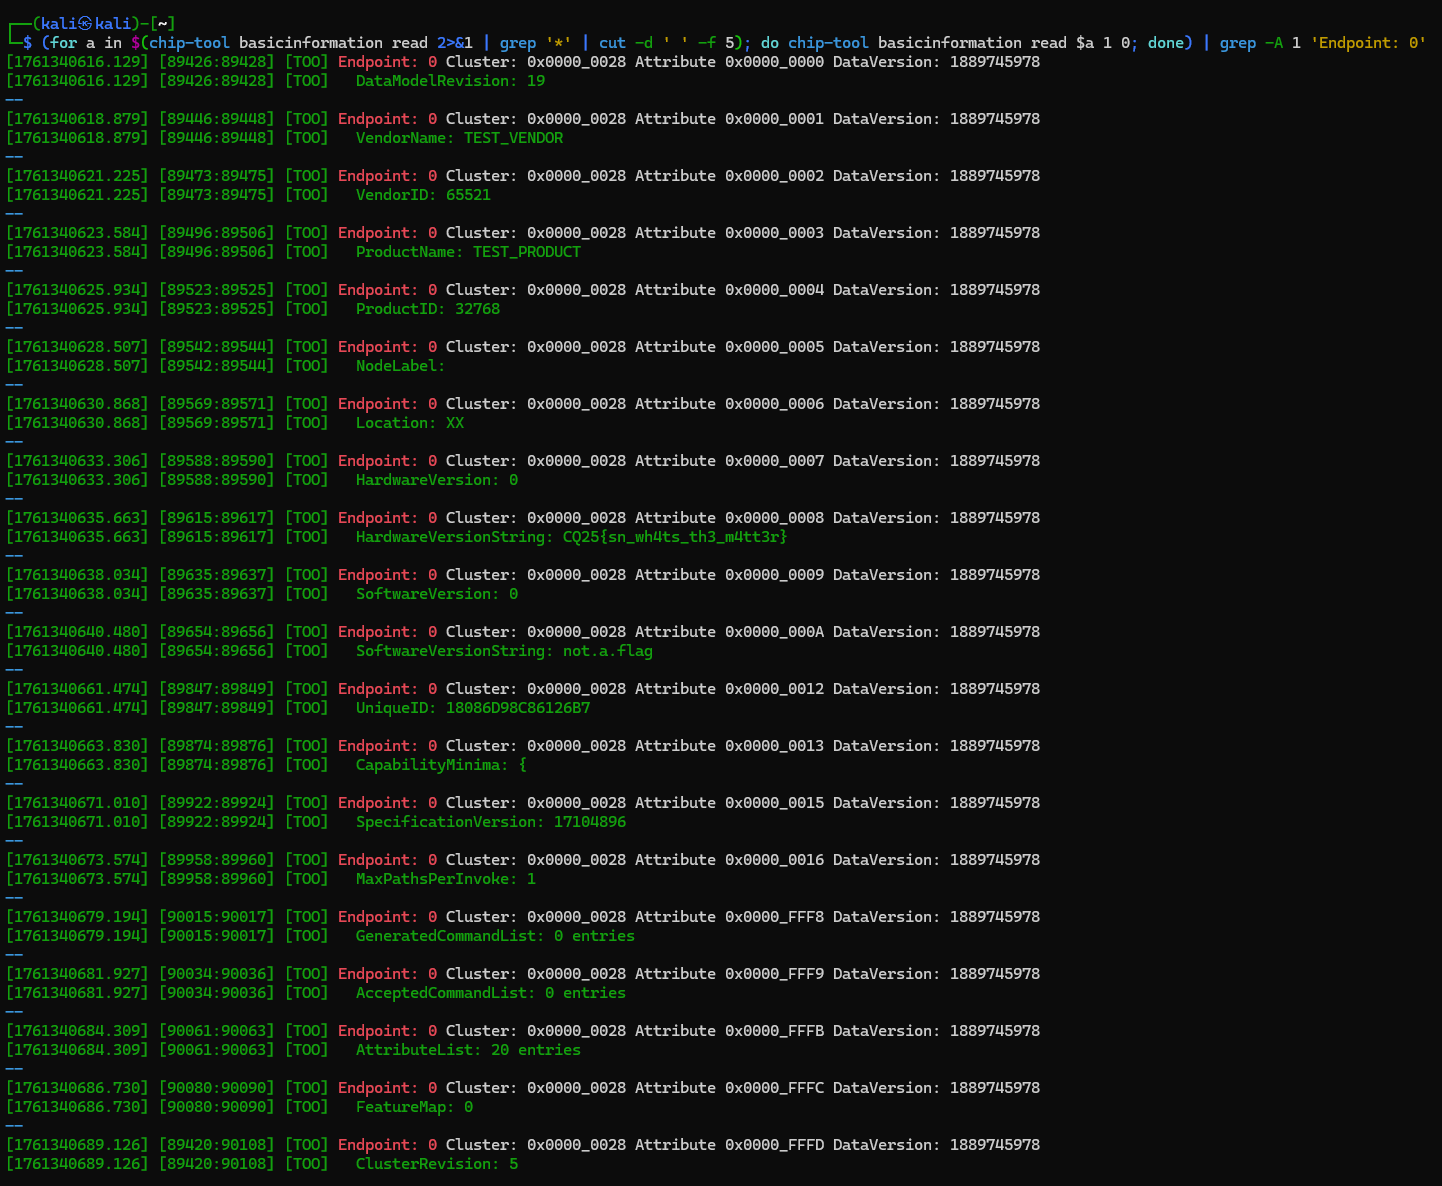 ┌──(kali㉿kali)-[~]
└─$ (for a in $(chip-tool basicinformation read 2>&1 | grep '*' | cut -d ' ' -f 5); do chip-tool basicinformation read $a 1 0; done) | grep -A 1 'Endpoint: 0'
[1761340616.129] [89426:89428] [TOO] Endpoint: 0 Cluster: 0x0000_0028 Attribute 0x0000_0000 DataVersion: 1889745978
[1761340616.129] [89426:89428] [TOO]   DataModelRevision: 19
--
[1761340618.879] [89446:89448] [TOO] Endpoint: 0 Cluster: 0x0000_0028 Attribute 0x0000_0001 DataVersion: 1889745978
[1761340618.879] [89446:89448] [TOO]   VendorName: TEST_VENDOR
--
[1761340621.225] [89473:89475] [TOO] Endpoint: 0 Cluster: 0x0000_0028 Attribute 0x0000_0002 DataVersion: 1889745978
[1761340621.225] [89473:89475] [TOO]   VendorID: 65521
--
[1761340623.584] [89496:89506] [TOO] Endpoint: 0 Cluster: 0x0000_0028 Attribute 0x0000_0003 DataVersion: 1889745978
[1761340623.584] [89496:89506] [TOO]   ProductName: TEST_PRODUCT
--
[1761340625.934] [89523:89525] [TOO] Endpoint: 0 Cluster: 0x0000_0028 Attribute 0x0000_0004 DataVersion: 1889745978
[1761340625.934] [89523:89525] [TOO]   ProductID: 32768
--
[1761340628.507] [89542:89544] [TOO] Endpoint: 0 Cluster: 0x0000_0028 Attribute 0x0000_0005 DataVersion: 1889745978
[1761340628.507] [89542:89544] [TOO]   NodeLabel:
--
[1761340630.868] [89569:89571] [TOO] Endpoint: 0 Cluster: 0x0000_0028 Attribute 0x0000_0006 DataVersion: 1889745978
[1761340630.868] [89569:89571] [TOO]   Location: XX
--
[1761340633.306] [89588:89590] [TOO] Endpoint: 0 Cluster: 0x0000_0028 Attribute 0x0000_0007 DataVersion: 1889745978
[1761340633.306] [89588:89590] [TOO]   HardwareVersion: 0
--
[1761340635.663] [89615:89617] [TOO] Endpoint: 0 Cluster: 0x0000_0028 Attribute 0x0000_0008 DataVersion: 1889745978
[1761340635.663] [89615:89617] [TOO]   HardwareVersionString: CQ25{sn_wh4ts_th3_m4tt3r}
--
[1761340638.034] [89635:89637] [TOO] Endpoint: 0 Cluster: 0x0000_0028 Attribute 0x0000_0009 DataVersion: 1889745978
[1761340638.034] [89635:89637] [TOO]   SoftwareVersion: 0
--
[1761340640.480] [89654:89656] [TOO] Endpoint: 0 Cluster: 0x0000_0028 Attribute 0x0000_000A DataVersion: 1889745978
[1761340640.480] [89654:89656] [TOO]   SoftwareVersionString: not.a.flag
--
[1761340661.474] [89847:89849] [TOO] Endpoint: 0 Cluster: 0x0000_0028 Attribute 0x0000_0012 DataVersion: 1889745978
[1761340661.474] [89847:89849] [TOO]   UniqueID: 18086D98C86126B7
--
[1761340663.830] [89874:89876] [TOO] Endpoint: 0 Cluster: 0x0000_0028 Attribute 0x0000_0013 DataVersion: 1889745978
[1761340663.830] [89874:89876] [TOO]   CapabilityMinima: {
--
[1761340671.010] [89922:89924] [TOO] Endpoint: 0 Cluster: 0x0000_0028 Attribute 0x0000_0015 DataVersion: 1889745978
[1761340671.010] [89922:89924] [TOO]   SpecificationVersion: 17104896
--
[1761340673.574] [89958:89960] [TOO] Endpoint: 0 Cluster: 0x0000_0028 Attribute 0x0000_0016 DataVersion: 1889745978
[1761340673.574] [89958:89960] [TOO]   MaxPathsPerInvoke: 1
--
[1761340679.194] [90015:90017] [TOO] Endpoint: 0 Cluster: 0x0000_0028 Attribute 0x0000_FFF8 DataVersion: 1889745978
[1761340679.194] [90015:90017] [TOO]   GeneratedCommandList: 0 entries
--
[1761340681.927] [90034:90036] [TOO] Endpoint: 0 Cluster: 0x0000_0028 Attribute 0x0000_FFF9 DataVersion: 1889745978
[1761340681.927] [90034:90036] [TOO]   AcceptedCommandList: 0 entries
--
[1761340684.309] [90061:90063] [TOO] Endpoint: 0 Cluster: 0x0000_0028 Attribute 0x0000_FFFB DataVersion: 1889745978
[1761340684.309] [90061:90063] [TOO]   AttributeList: 20 entries
--
[1761340686.730] [90080:90090] [TOO] Endpoint: 0 Cluster: 0x0000_0028 Attribute 0x0000_FFFC DataVersion: 1889745978
[1761340686.730] [90080:90090] [TOO]   FeatureMap: 0
--
[1761340689.126] [89420:90108] [TOO] Endpoint: 0 Cluster: 0x0000_0028 Attribute 0x0000_FFFD DataVersion: 1889745978
[1761340689.126] [89420:90108] [TOO]   ClusterRevision: 5